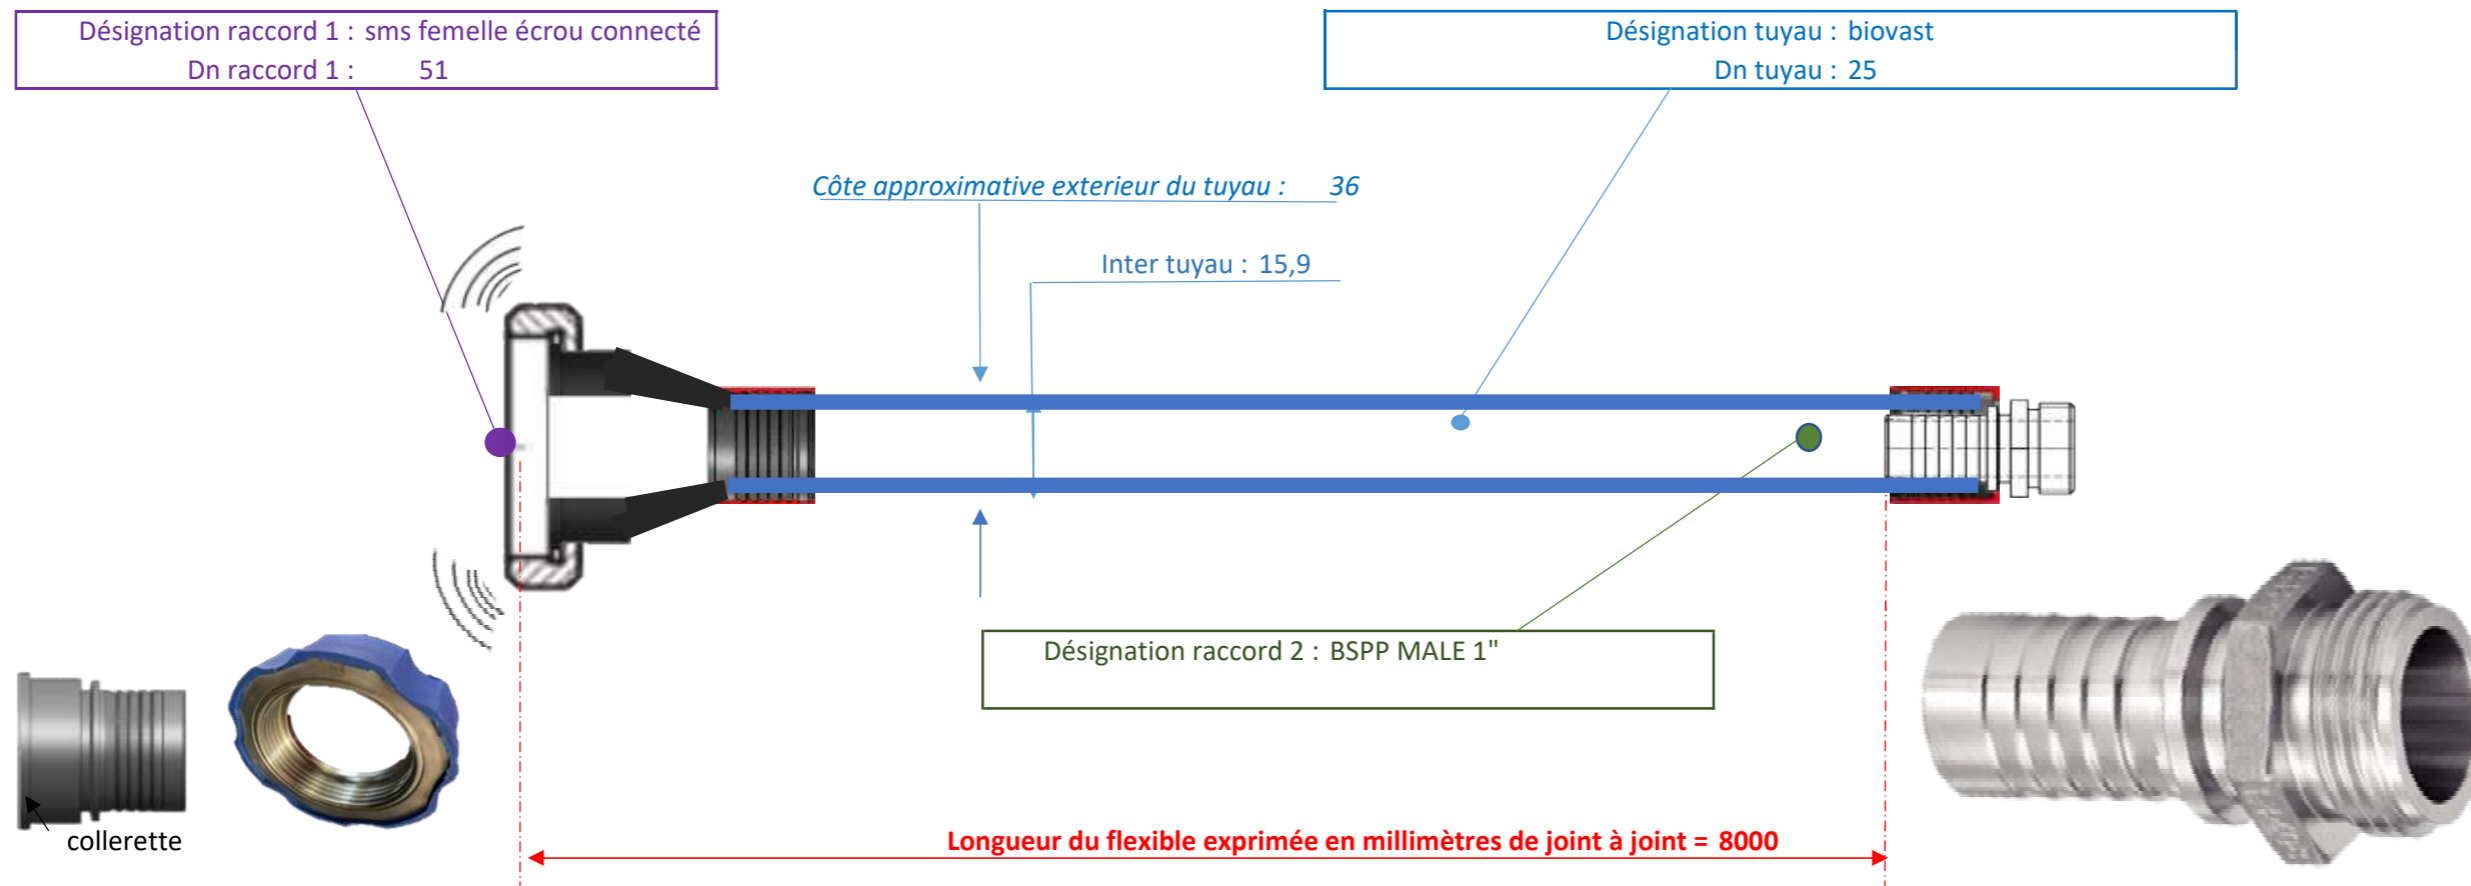 Désignation raccord 1 : sms femelle écrou connecté
Dn raccord 1 : 51
Désignation tuyau : biovast
Dn tuyau : 25
Côte approximative exterieur du tuyau : 36
Inter tuyau : 15,9
Désignation raccord 2 : BSPP MALE 1"
collerette
Longueur du flexible exprimée en millimètres de joint à joint = 8000